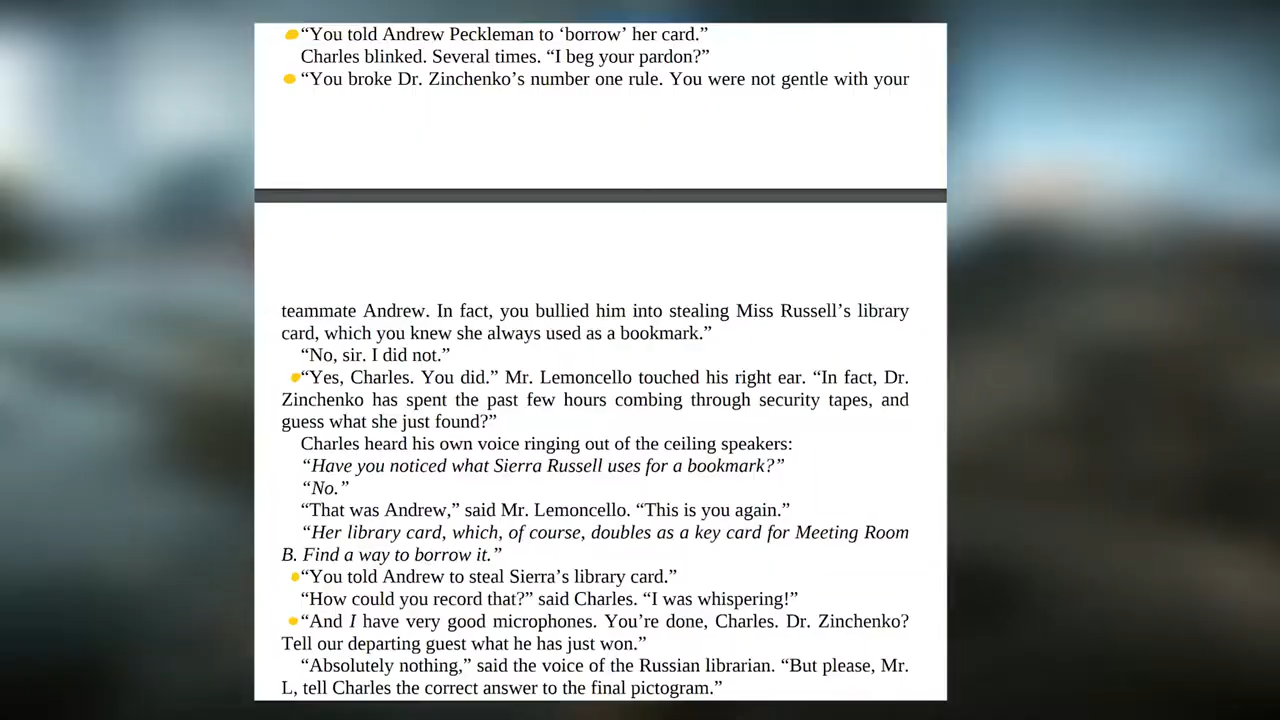 “You told Andrew Peckleman to ‘borrow’ her card.”
Charles blinked. Several times. “I beg your pardon?”
“You broke Dr. Zinchenko’s number one rule. You were not gentle with your
teammate Andrew. In fact, you bullied him into stealing Miss Russell’s library
card, which you knew she always used as a bookmark.”
“No, sir. I did not.”
“Yes, Charles. You did.” Mr. Lemoncello touched his right ear. “In fact, Dr.
Zinchenko has spent the past few hours combing through security tapes, and
guess what she just found?”
Charles heard his own voice ringing out of the ceiling speakers:
“Have you noticed what Sierra Russell uses for a bookmark?”
“No.”
“That was Andrew,” said Mr. Lemoncello. “This is you again.”
“Her library card, which, of course, doubles as a key card for Meeting Room
B. Find a way to borrow it.”
“You told Andrew to steal Sierra’s library card.”
“How could you record that?” said Charles. “I was whispering!”
“And I have very good microphones. You’re done, Charles. Dr. Zinchenko?
Tell our departing guest what he has just won.”
“Absolutely nothing,” said the voice of the Russian librarian. “But please, Mr.
L, tell Charles the correct answer to the final pictogram.”